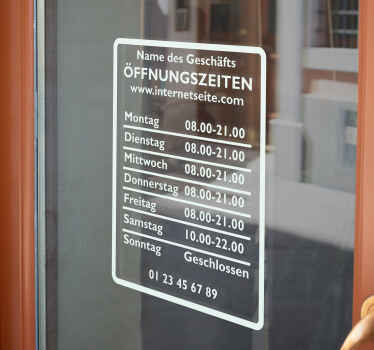 Name des Geschäfts
ÖFFNUNGSZEITEN
www.internetseite.com
Montag 08.00-21.00
Dienstag 08.00-21.00
Mittwoch 08.00-21.00
Donnerstag 08.00-21.00
Freitag 08.00-21.00
Samstag 10.00-22.00
Sonntag Geschlossen
01 23 45 67 89